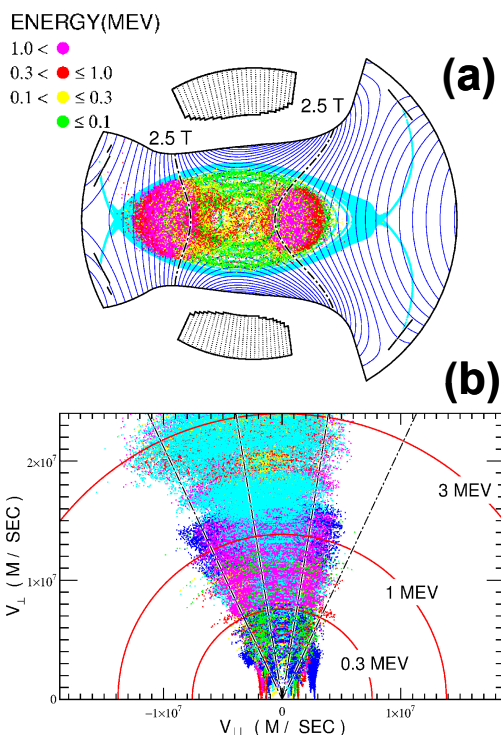 ENERGY(MEV)
1.0 <
0.3 < ≤ 1.0
0.1 < ≤ 0.3
≤ 0.1
(a)
2.5 T
2.5 T
(b)
2×10⁷
1×10⁷
0
V⊥ ( M / SEC )
3 MEV
1 MEV
0.3 MEV
−1×10⁷
0
1×10⁷
V|| ( M / SEC )